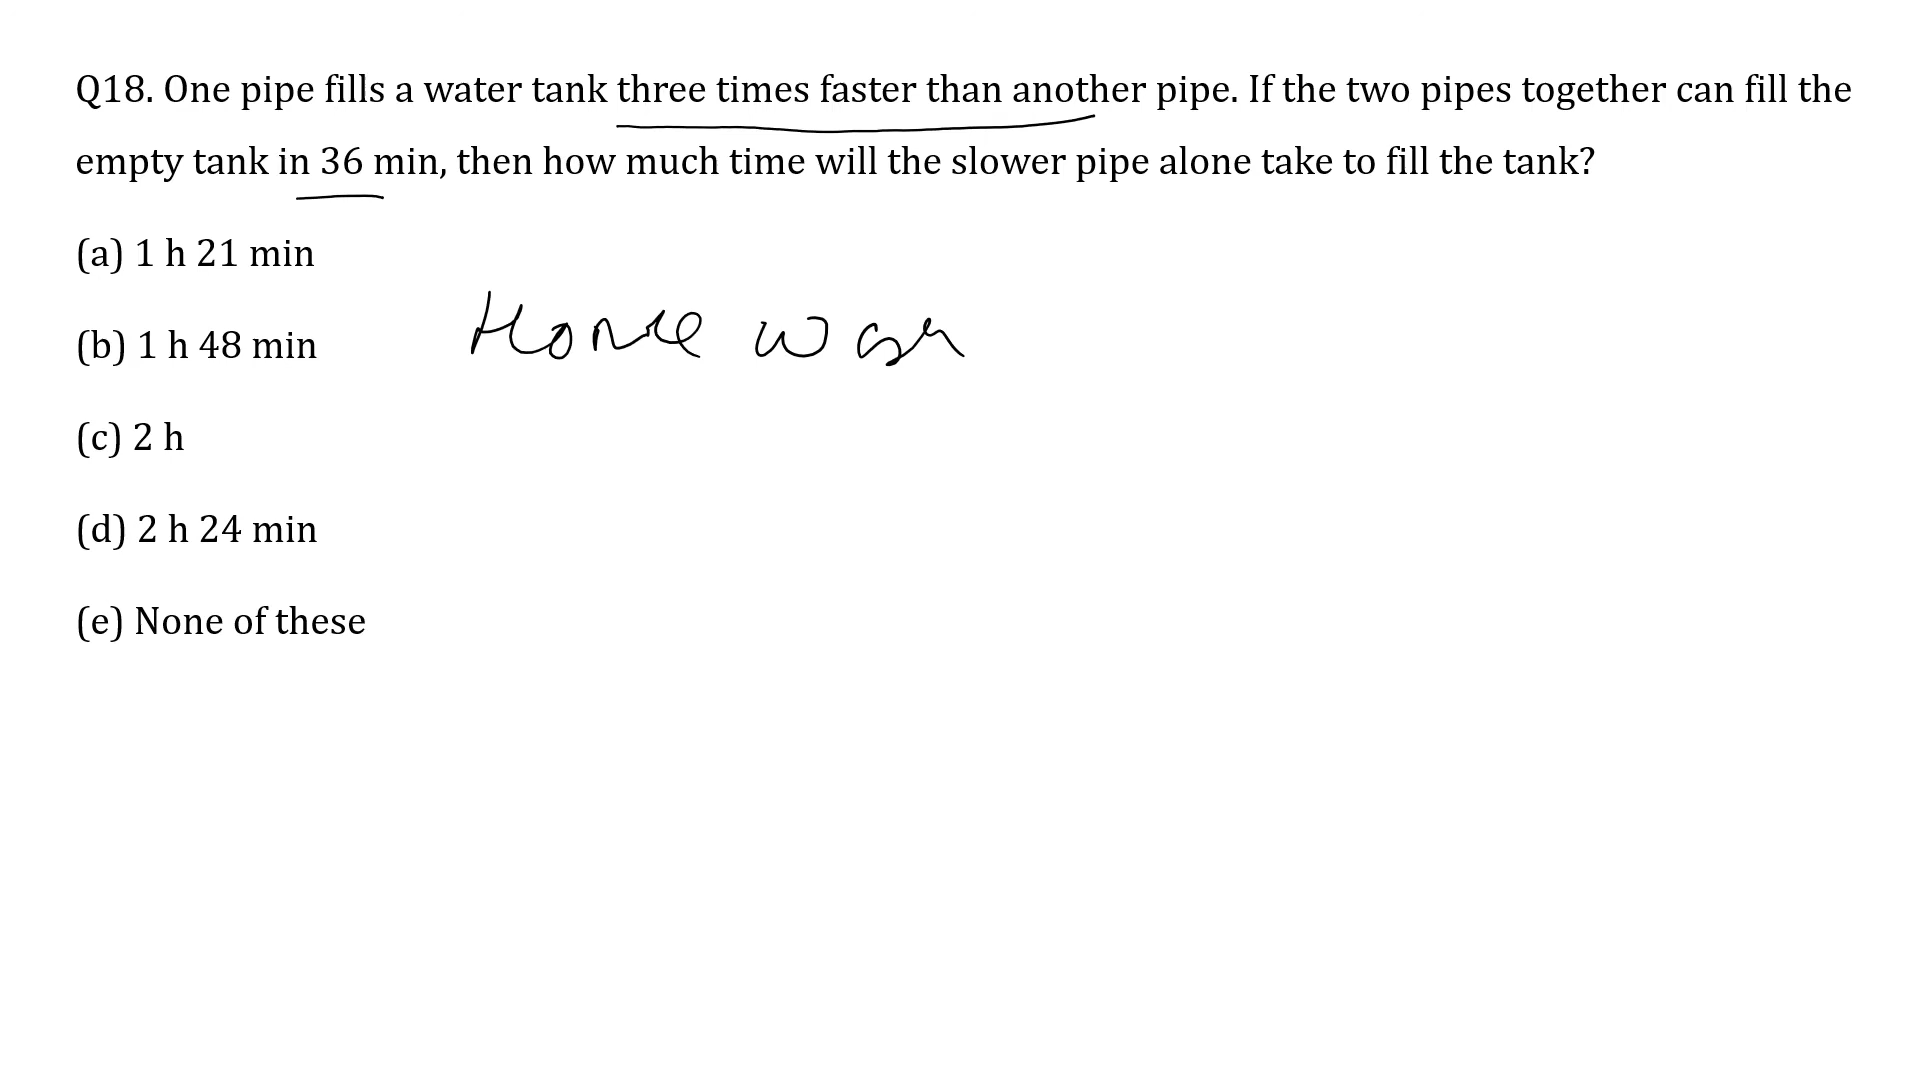 Q18. One pipe fills a water tank three times faster than another pipe. If the two pipes together can fill the
empty tank in 36 min, then how much time will the slower pipe alone take to fill the tank?
(a) 1 h 21 min
(b) 1 h 48 min
Home
(c) 2 h
(d) 2 h 24 min
(e) None of these